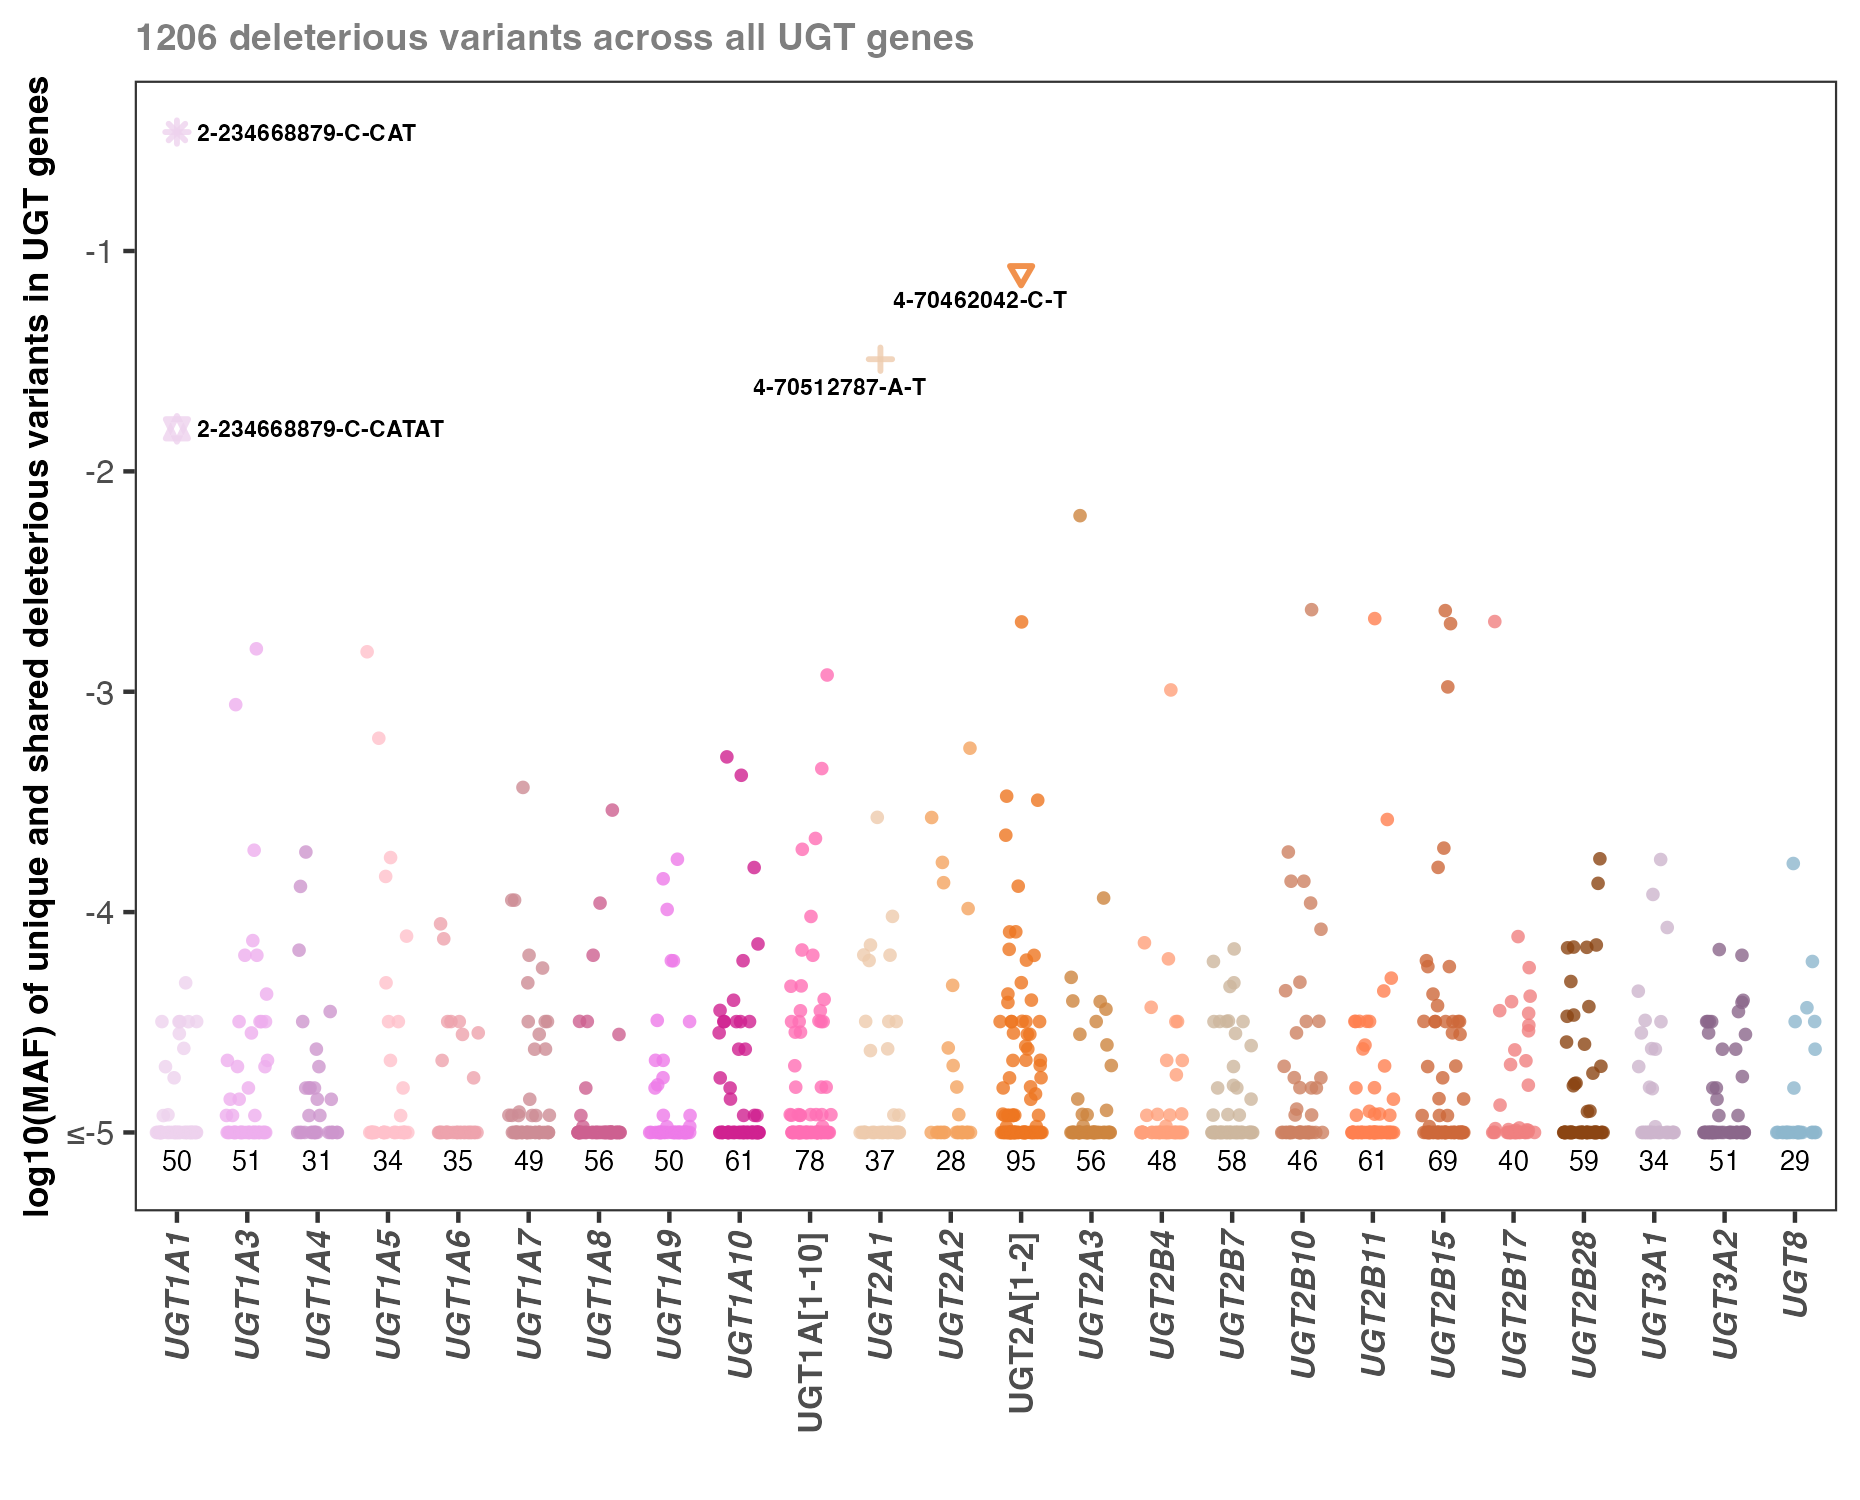 1206 deleterious variants across all UGT genes
log10(MAF) of unique and shared deleterious variants in UGT genes
2-234668879-C-CAT
-1
4-70462042-C-T
4-70512787-A-T
2-234668879-C-CATAT
-2
-3
-4
≤-5
50 51 31 34 35 49 56 50 61 78 37 28 95 56 48 58 46 61 69 40 59 34 51 29
UGT1A1
UGT1A3
UGT1A4
UGT1A5
UGT1A6
UGT1A7
UGT1A8
UGT1A9
UGT1A10
UGT1A[1-10]
UGT2A1
UGT2A2
UGT2A[1-2]
UGT2A3
UGT2B4
UGT2B7
UGT2B10
UGT2B11
UGT2B15
UGT2B17
UGT2B28
UGT3A1
UGT3A2
UGT8